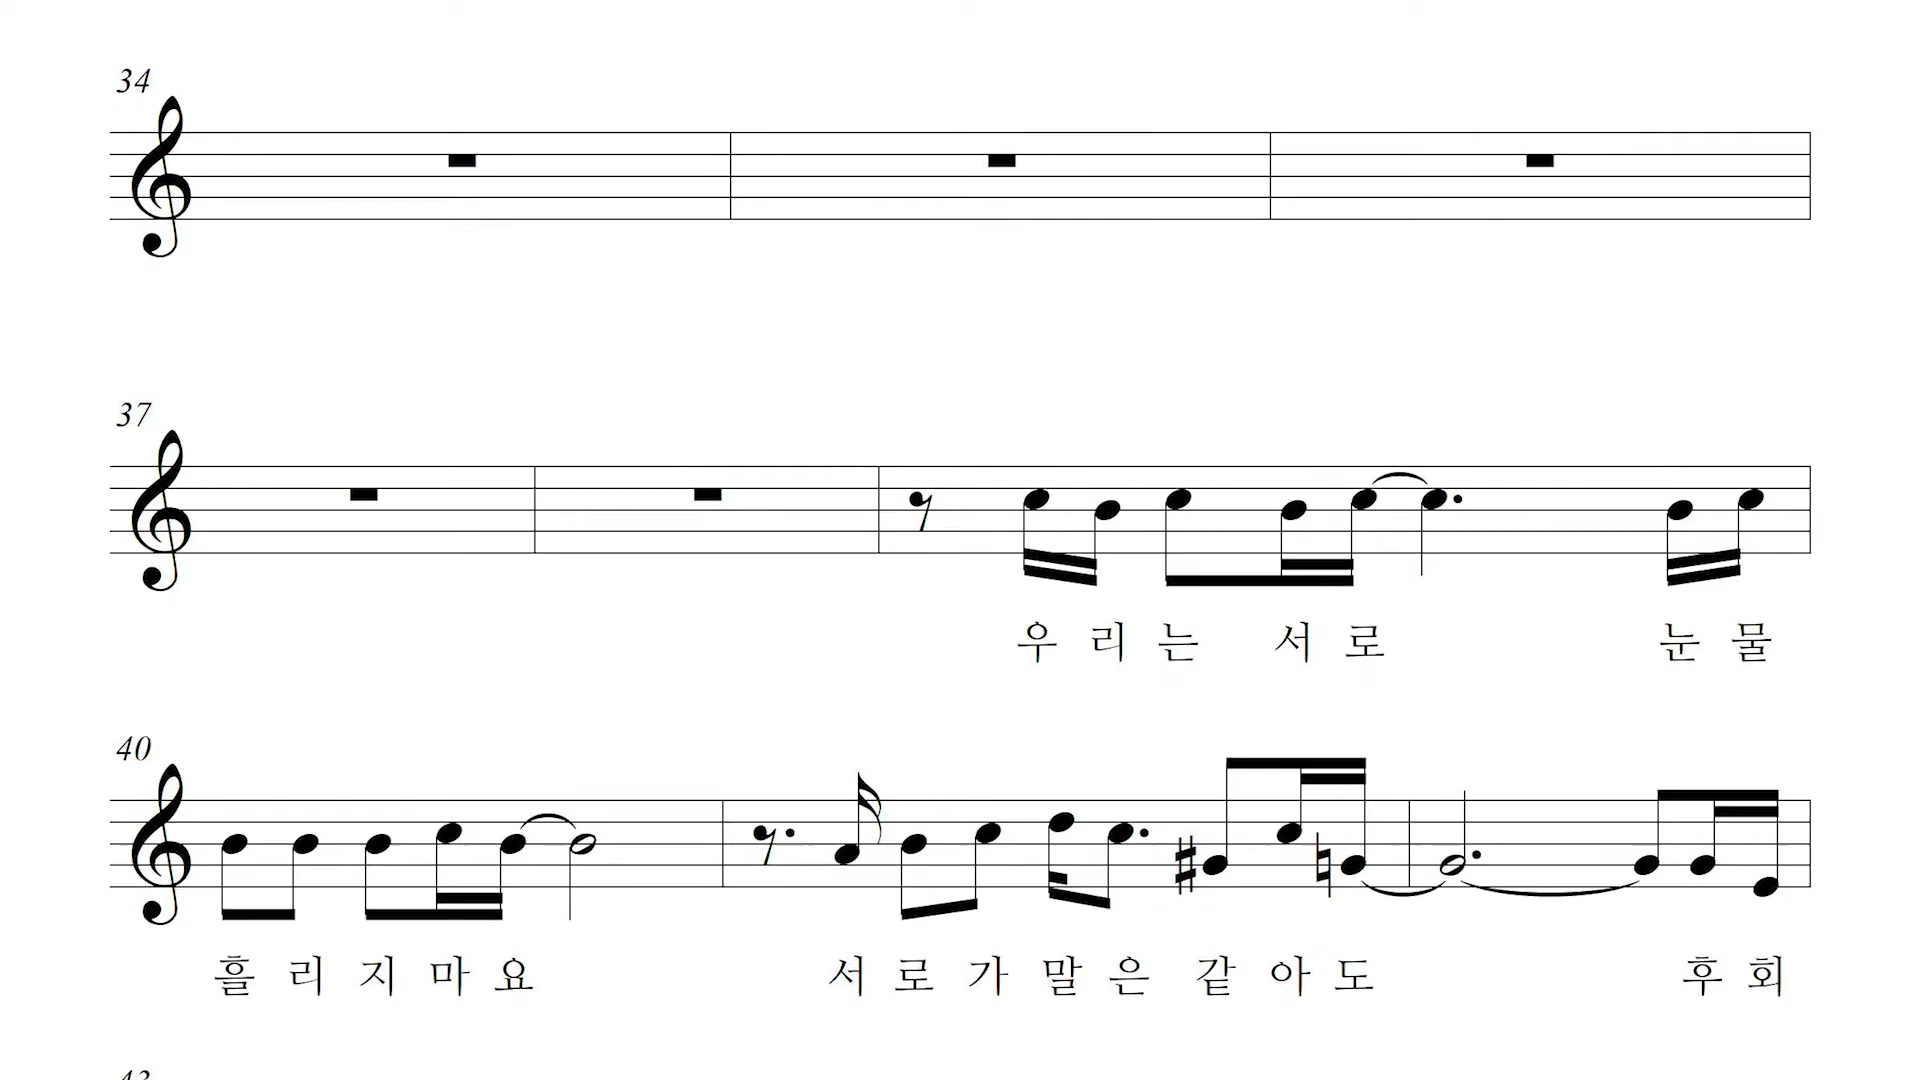 34
37
우 리 는 서 로 눈 물
40
흘 리 지 마 요 서 로 가 말 은 같 아 도 후 회
43